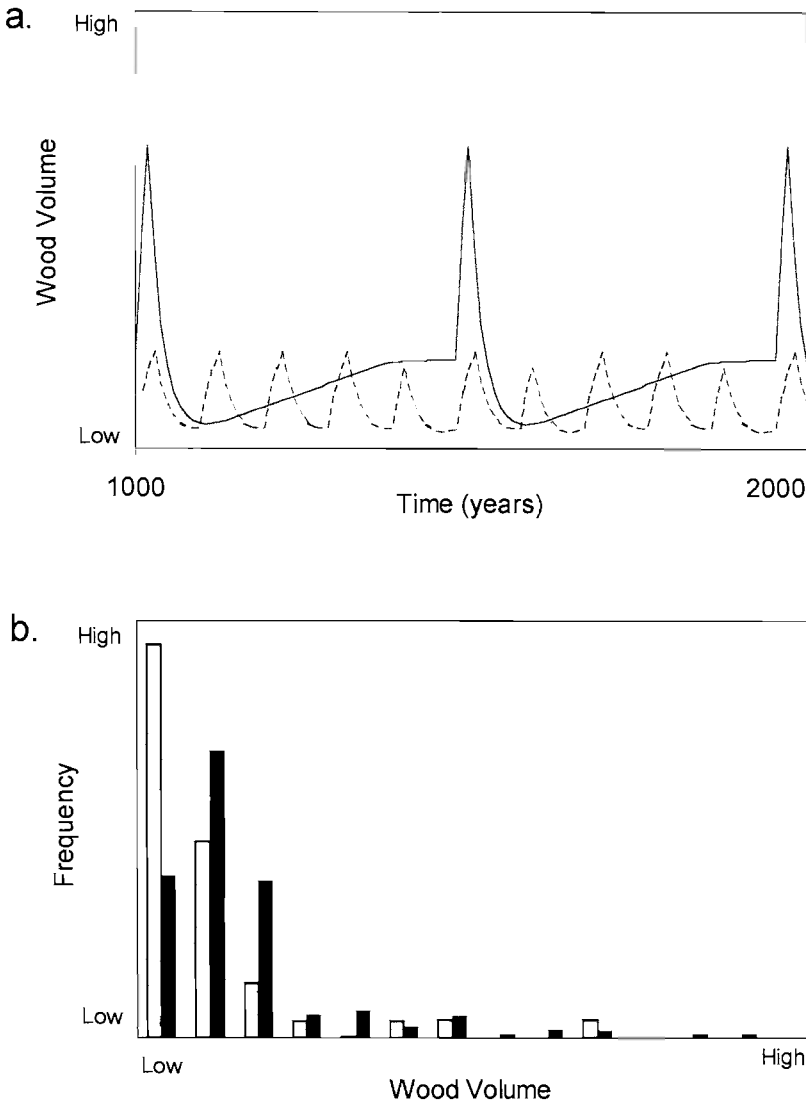 a.
High
Wood Volume
Low
1000
Time (years)
2000
b.
High
Frequency
Low
Low
High
Wood Volume